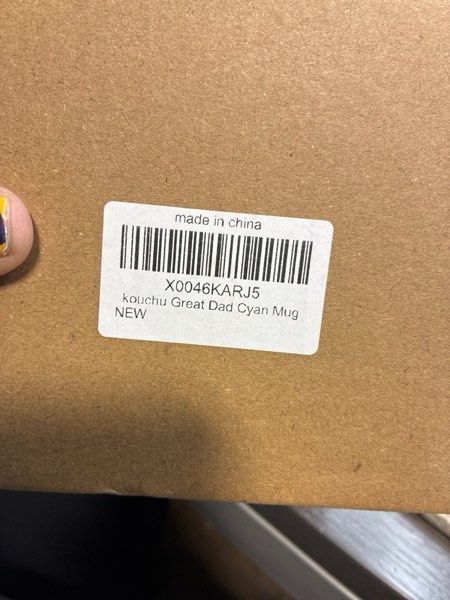 made in china
X0046KARJ5
kouchu Great Dad Cyan Mug
NEW